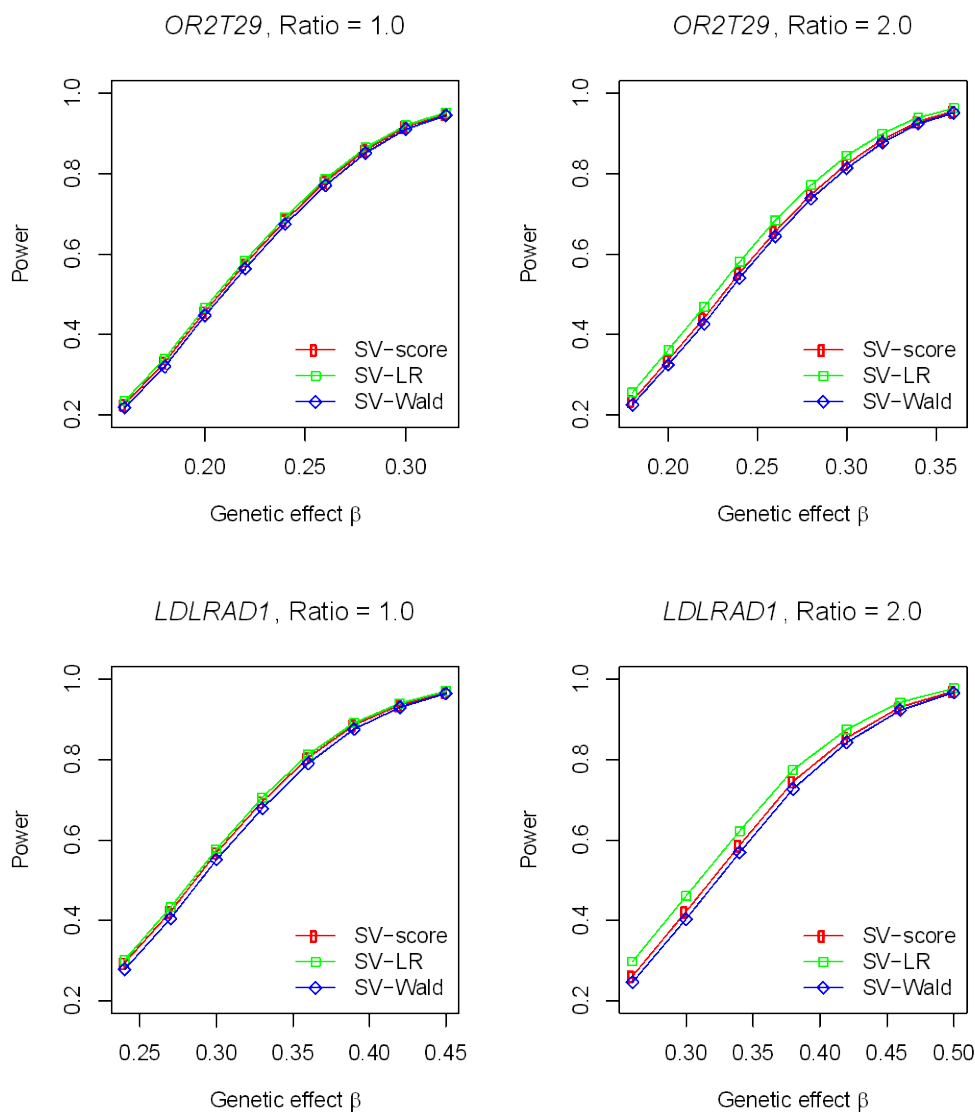 OR2T29, Ratio = 1.0
Power
1.0
0.8
0.6
0.4
0.2
SV-score
SV-LR
SV-Wald
0.20 0.25 0.30
Genetic effect β
OR2T29, Ratio = 2.0
Power
1.0
0.8
0.6
0.4
0.2
SV-score
SV-LR
SV-Wald
0.20 0.25 0.30 0.35
Genetic effect β
LDLRAD1, Ratio = 1.0
Power
1.0
0.8
0.6
0.4
0.2
SV-score
SV-LR
SV-Wald
0.25 0.30 0.35 0.40 0.45
Genetic effect β
LDLRAD1, Ratio = 2.0
Power
1.0
0.8
0.6
0.4
0.2
SV-score
SV-LR
SV-Wald
0.30 0.35 0.40 0.45 0.50
Genetic effect β